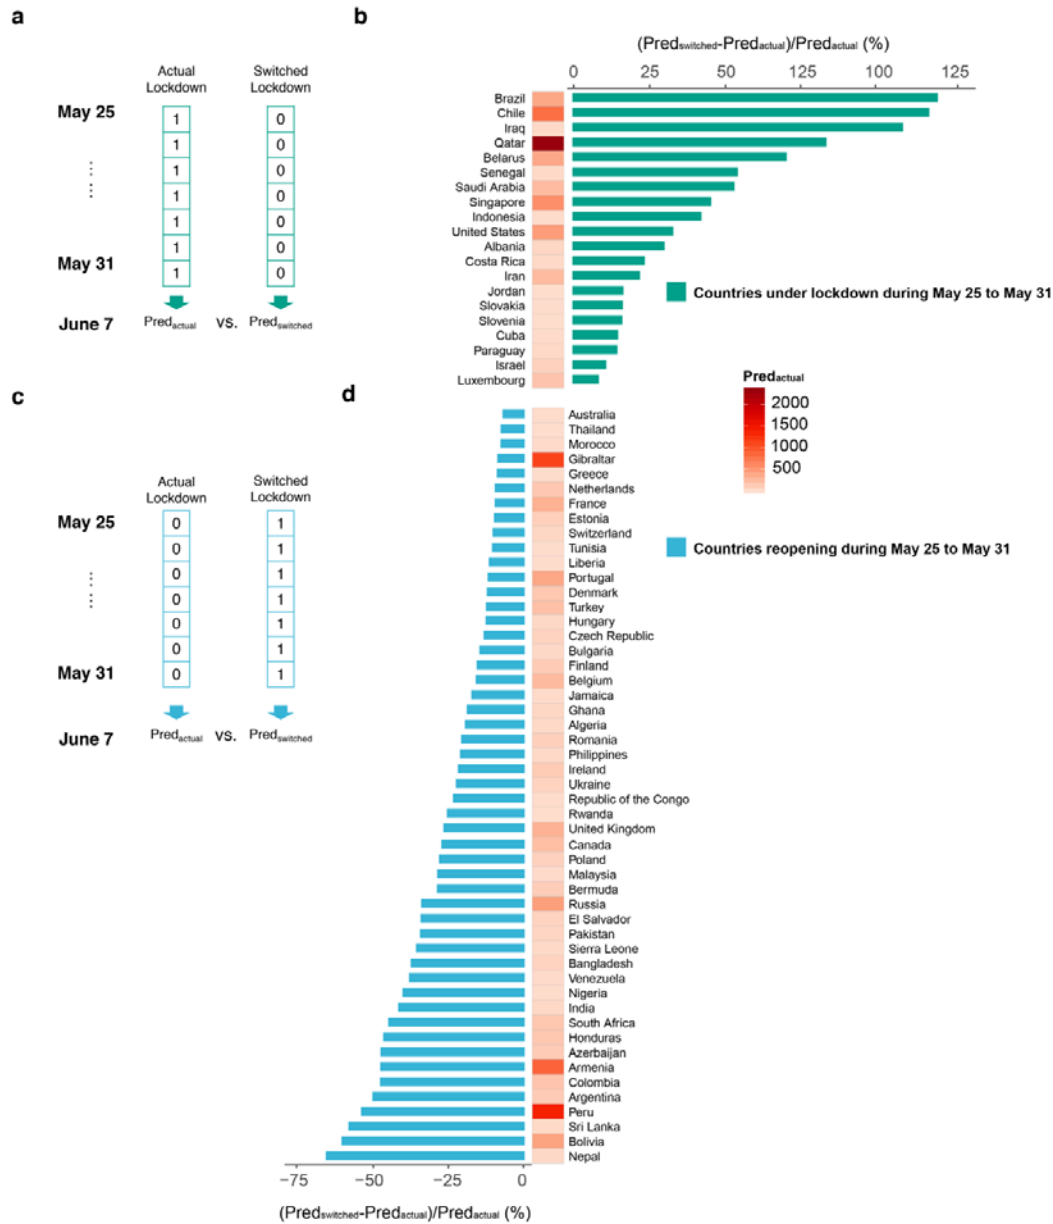 a
Actual Lockdown
Switched Lockdown
May 25
1 0
1 0
1 0
1 0
1 0
1 0
May 31
1 0
June 7
Predactual vs. Predswitched
b
(Predswitched-Predactual)/Predactual (%)
0 25 50 125 100 125
Brazil
Chile
Iraq
Qatar
Belarus
Senegal
Saudi Arabia
Singapore
Indonesia
United States
Albania
Costa Rica
Iran
Jordan
Slovakia
Slovenia
Cuba
Paraguay
Israel
Luxembourg
Countries under lockdown during May 25 to May 31
Predactual
2000
1500
1000
500
c
Actual Lockdown
Switched Lockdown
May 25
0 1
0 1
0 1
0 1
0 1
0 1
May 31
0 1
June 7
Predactual vs. Predswitched
d
Australia
Thailand
Morocco
Gibraltar
Greece
Netherlands
France
Estonia
Switzerland
Tunisia
Liberia
Portugal
Denmark
Turkey
Hungary
Czech Republic
Bulgaria
Finland
Belgium
Jamaica
Ghana
Algeria
Romania
Philippines
Ireland
Ukraine
Republic of the Congo
Rwanda
United Kingdom
Canada
Poland
Malaysia
Bermuda
Russia
El Salvador
Pakistan
Sierra Leone
Bangladesh
Venezuela
Nigeria
India
South Africa
Honduras
Azerbaijan
Armenia
Colombia
Argentina
Peru
Sri Lanka
Bolivia
Nepal
Countries reopening during May 25 to May 31
−75 −50 −25 0
(Predswitched-Predactual)/Predactual (%)